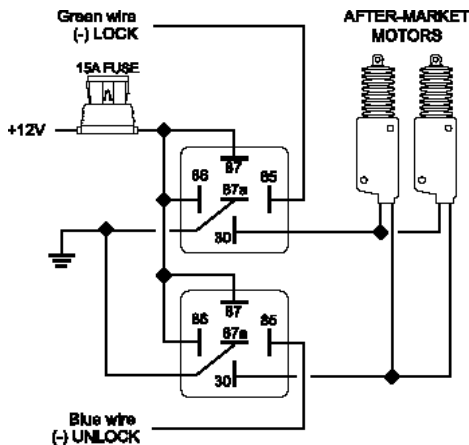 Green wire
(-) LOCK
AFTER-MARKET
MOTORS
15A FUSE
+12V
87
86
87a
85
30
87
86
87a
85
30
Blue wire
(-) UNLOCK